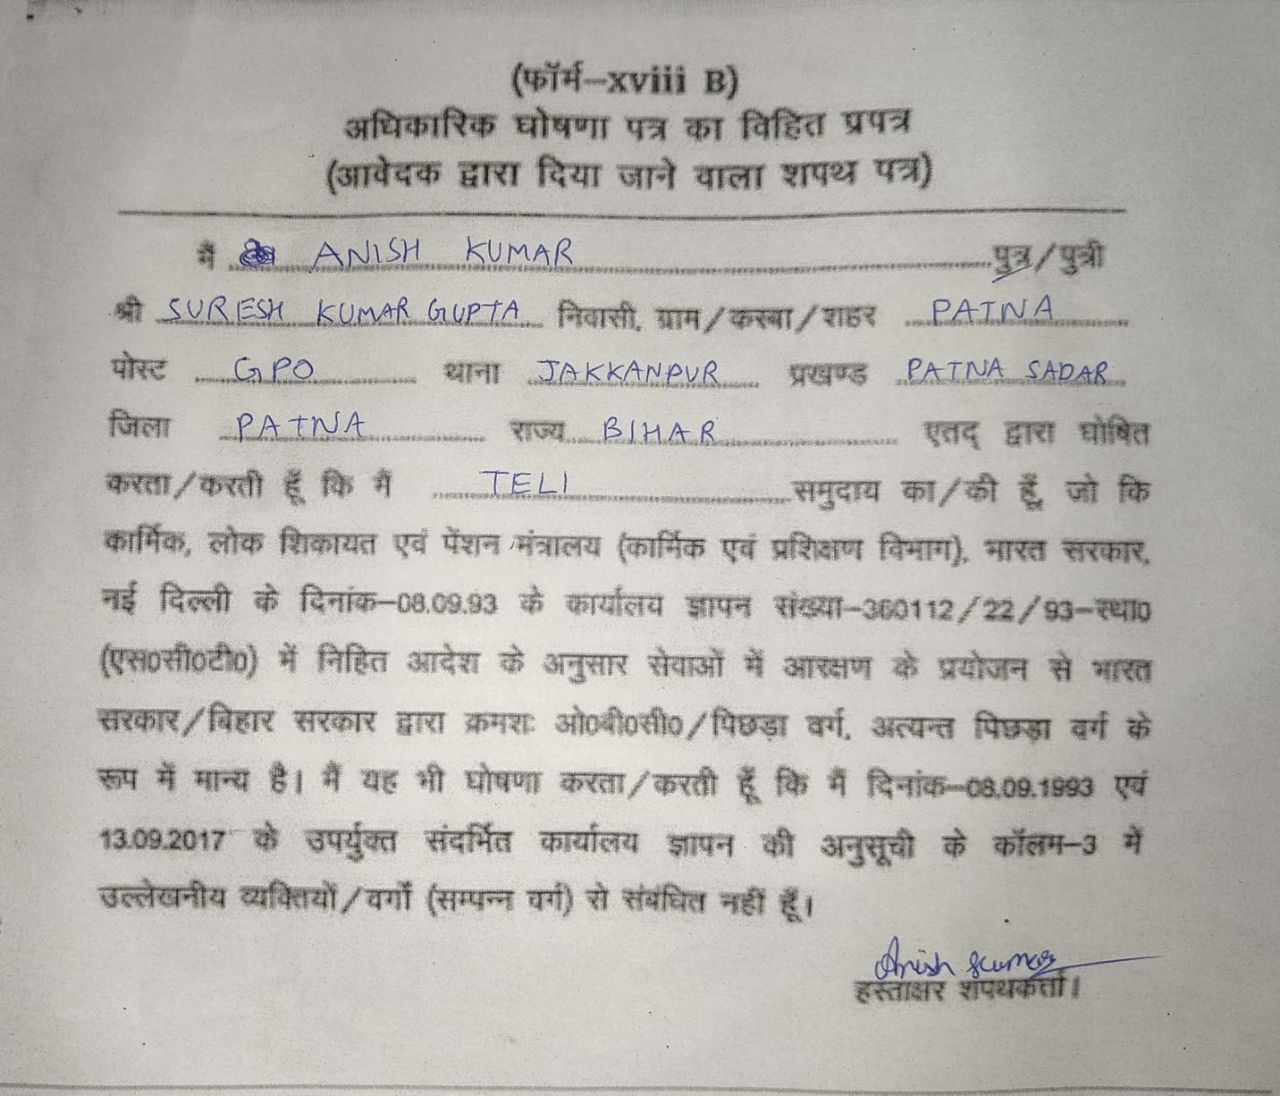 (फॉर्म–xviii B)
अधिकारिक घोषणा पत्र का विहित प्रपत्र
(आवेदक द्वारा दिया जाने वाला शपथ पत्र)
मैं ANISH KUMAR पुत्र/पुत्री
श्री SURESH KUMAR GUPTA निवासी, ग्राम/कस्बा/शहर PATNA
पोस्ट GPO थाना JAKKANPUR प्रखण्ड PATNA SADAR
जिला PATNA राज्य BIHAR एतद् द्वारा घोषित
करता/करती हूँ कि मैं TELI समुदाय का/की हूँ, जो कि
कार्मिक, लोक शिकायत एवं पेंशन मंत्रालय (कार्मिक एवं प्रशिक्षण विभाग), भारत सरकार,
नई दिल्ली के दिनांक–08.09.93 के कार्यालय ज्ञापन संख्या–360112/22/93–स्था0
(एस0सी0टी0) में निहित आदेश के अनुसार सेवाओं में आरक्षण के प्रयोजन से भारत
सरकार/बिहार सरकार द्वारा क्रमशः ओ0बी0सी0/पिछड़ा वर्ग, अत्यन्त पिछड़ा वर्ग के
रूप में मान्य है। मैं यह भी घोषणा करता/करती हूँ कि मैं दिनांक–08.09.1993 एवं
13.09.2017 के उपर्युक्त संदर्भित कार्यालय ज्ञापन की अनुसूची के कॉलम–3 में
उल्लेखनीय व्यक्तियों/वर्गों (सम्पन्न वर्ग) से संबंधित नहीं हूँ।
Anish Kumar
हस्ताक्षर शपथकर्ता।